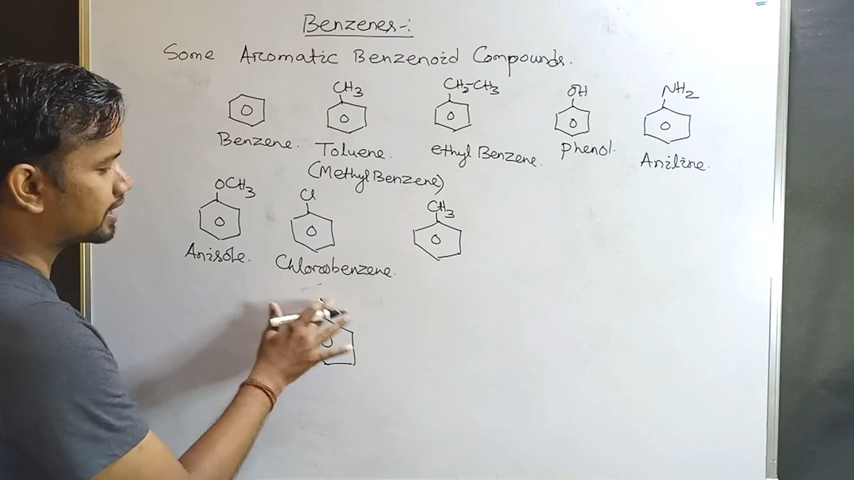 Benzenes:
Some Aromatic Benzenoid Compounds.
CH3 CH2-CH3 OH NH2
Benzene. Toluene. ethyl Benzene. phenol. Aniline.
(Methyl Benzene)
OCH3 Cl CH3
Anisole. Chlorobenzene.